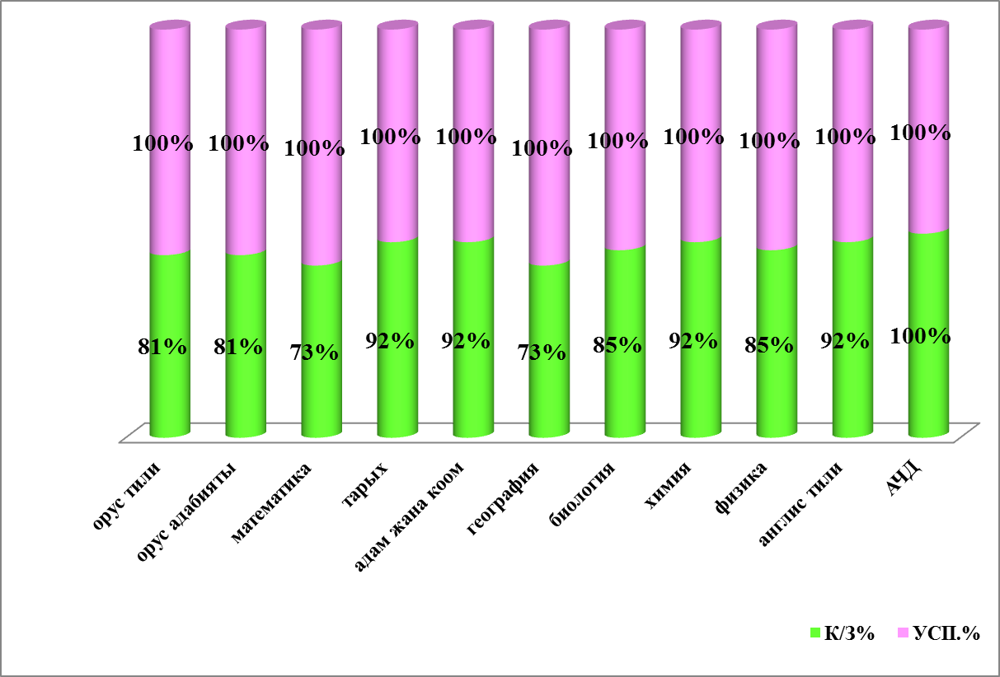 100% 100% 100% 100% 100% 100% 100% 100% 100% 100% 100%
81% 81% 73% 92% 92% 73% 85% 92% 85% 92% 100%
орус тили
орус адабияты
математика
тарых
адам жана коом
география
биология
химия
физика
англис тили
АЧД
К/З% УСП.%